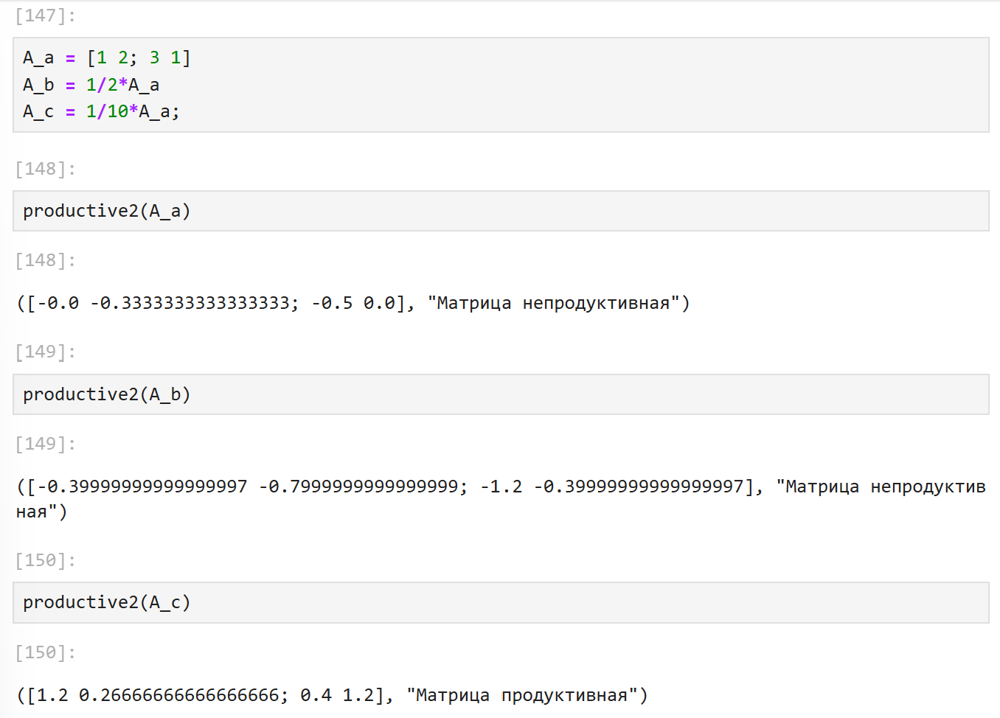 [147]:
A_a = [1 2; 3 1]
A_b = 1/2*A_a
A_c = 1/10*A_a;
[148]:
productive2(A_a)
[148]:
([-0.0 -0.3333333333333333; -0.5 0.0], "Матрица непродуктивная")
[149]:
productive2(A_b)
[149]:
([-0.39999999999999997 -0.7999999999999999; -1.2 -0.39999999999999997], "Матрица непродуктив
ная")
[150]:
productive2(A_c)
[150]:
([1.2 0.26666666666666666; 0.4 1.2], "Матрица продуктивная")